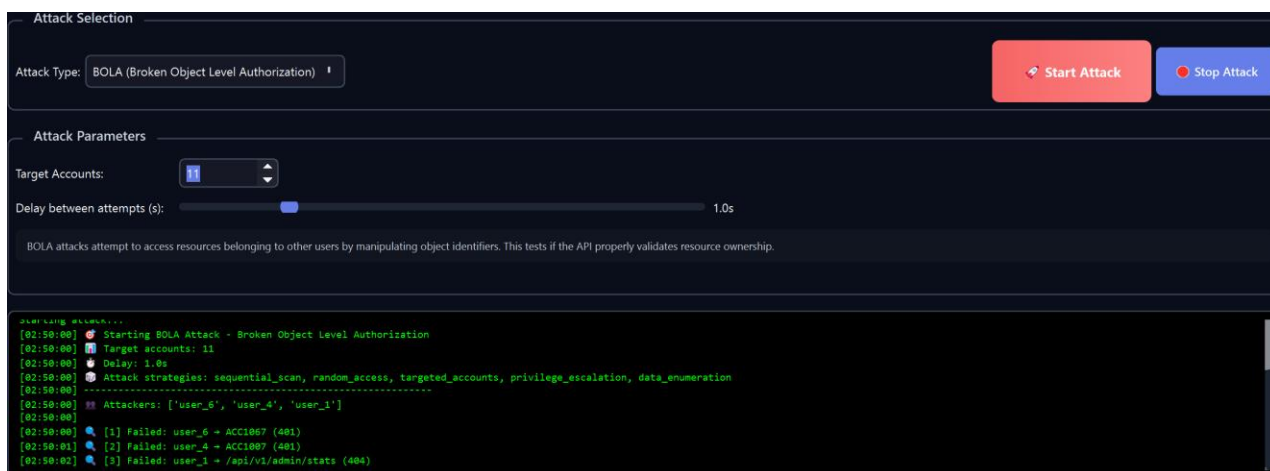 Attack Selection
Attack Type: BOLA (Broken Object Level Authorization)
Start Attack
Stop Attack
Attack Parameters
Target Accounts: 11
Delay between attempts (s): 1.0s
BOLA attacks attempt to access resources belonging to other users by manipulating object identifiers. This tests if the API properly validates resource ownership.
Starting attack...
[02:50:00] 🎯 Starting BOLA Attack - Broken Object Level Authorization
[02:50:00] 📊 Target accounts: 11
[02:50:00] ⏱ Delay: 1.0s
[02:50:00] 🎲 Attack strategies: sequential_scan, random_access, targeted_accounts, privilege_escalation, data_enumeration
[02:50:00] ------------------------------------------------------------
[02:50:00] 👥 Attackers: ['user_6', 'user_4', 'user_1']
[02:50:00]
[02:50:00] 🔍 [1] Failed: user_6 → ACC1067 (401)
[02:50:01] 🔍 [2] Failed: user_4 → ACC1007 (401)
[02:50:02] 🔍 [3] Failed: user_1 → /api/v1/admin/stats (404)